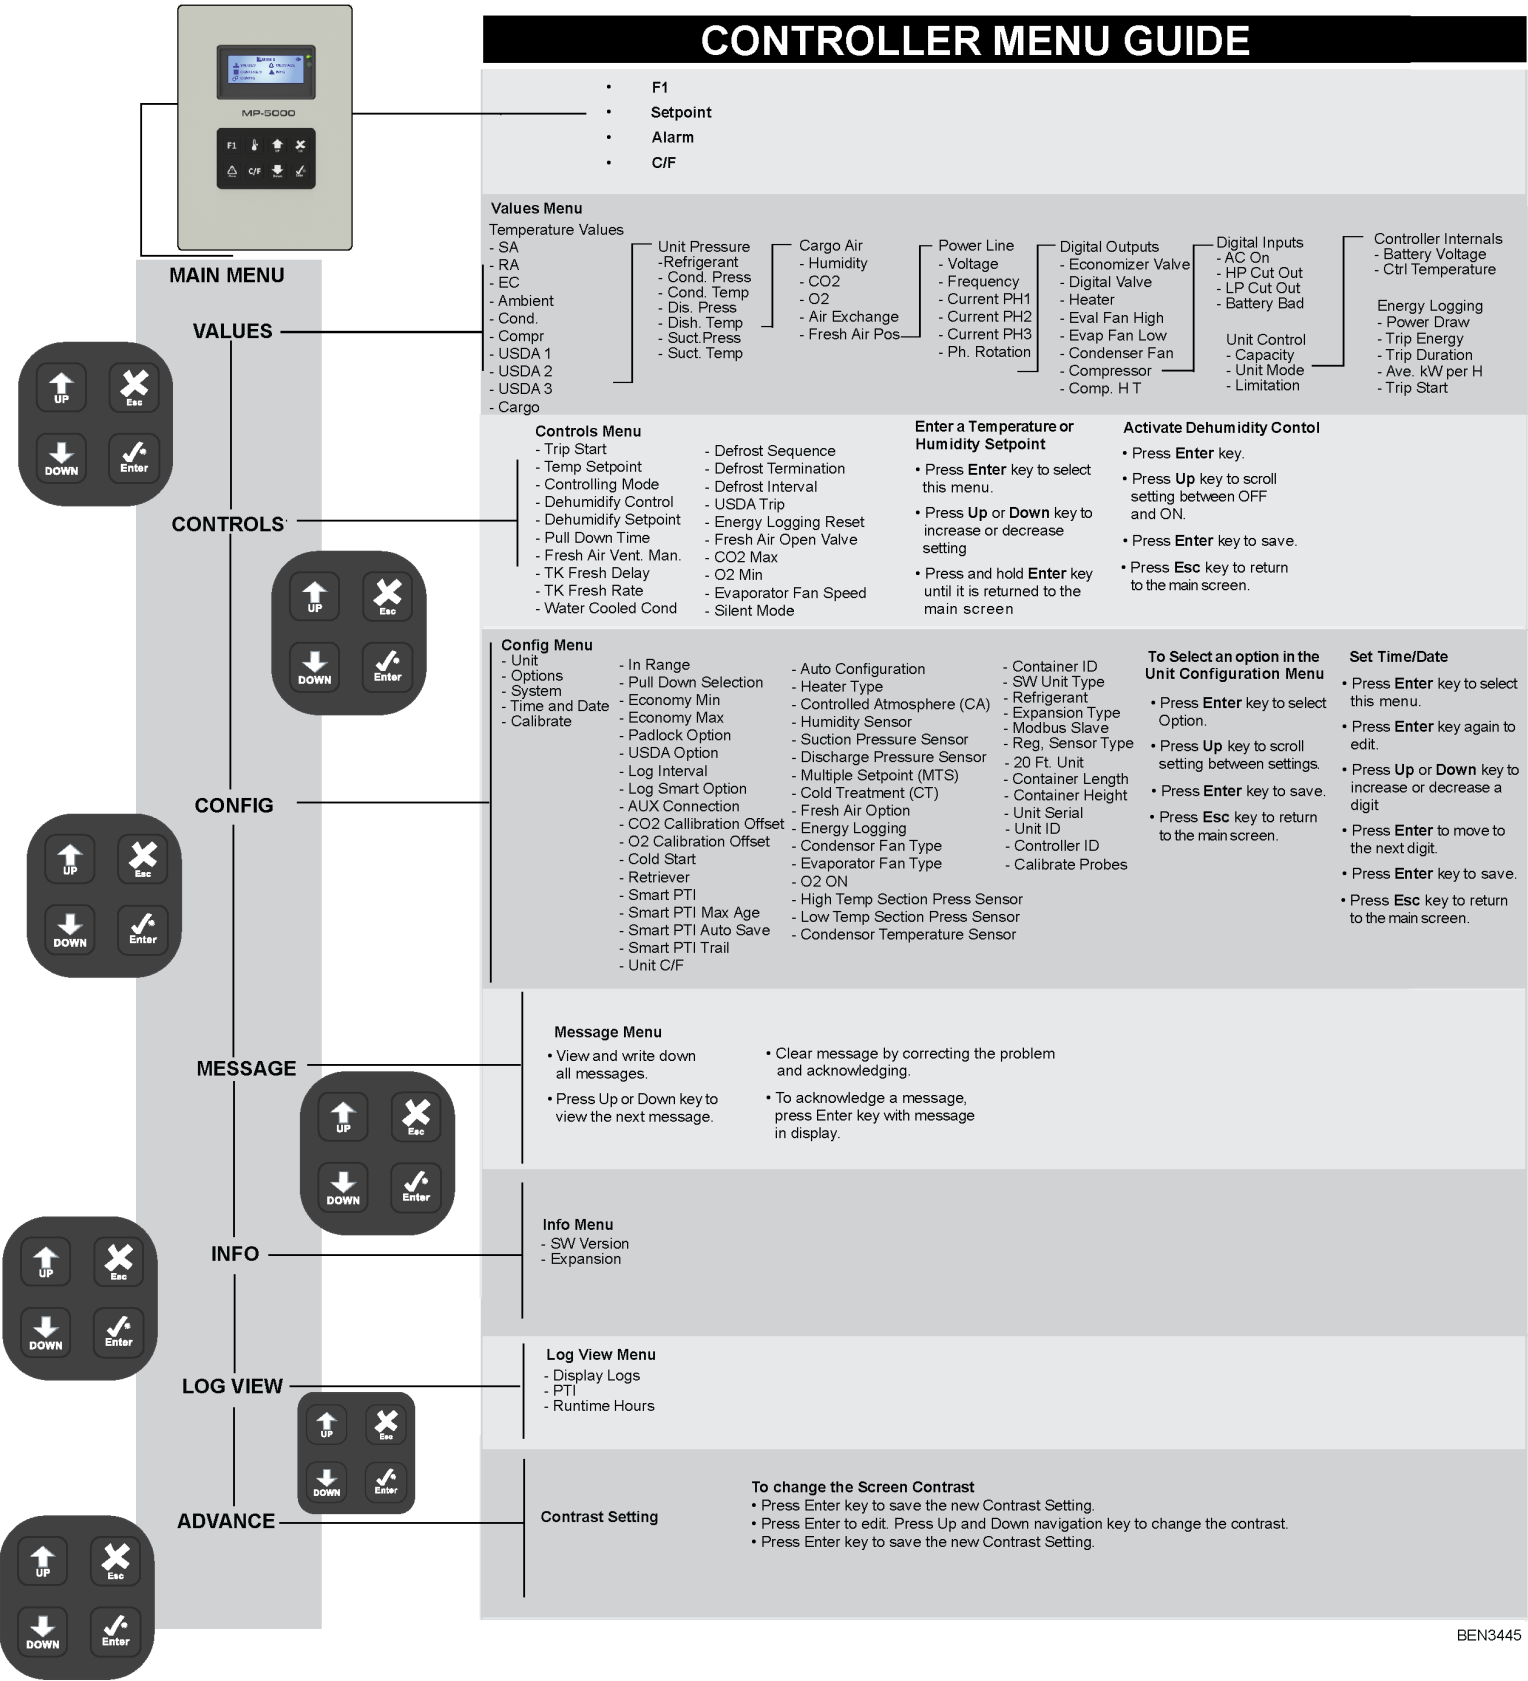 CONTROLLER MENU GUIDE
MP-5000
F1
C/F
• F1
• Setpoint
• Alarm
• C/F
MAIN MENU
VALUES
CONTROLS
CONFIG
MESSAGE
INFO
LOG VIEW
ADVANCE
UP
Esc
DOWN
Enter
UP
Esc
DOWN
Enter
UP
Esc
DOWN
Enter
UP
Esc
DOWN
Enter
UP
Esc
DOWN
Enter
UP
Esc
DOWN
Enter
UP
Esc
DOWN
Enter
Values Menu
Temperature Values
- SA
- RA
- EC
- Ambient
- Cond.
- Compr
- USDA 1
- USDA 2
- USDA 3
- Cargo
Unit Pressure
-Refrigerant
- Cond. Press
- Cond. Temp
- Dis. Press
- Dish. Temp
- Suct.Press
- Suct. Temp
Cargo Air
- Humidity
- CO2
- O2
- Air Exchange
- Fresh Air Pos
Power Line
- Voltage
- Frequency
- Current PH1
- Current PH2
- Current PH3
- Ph. Rotation
Digital Outputs
- Economizer Valve
- Digital Valve
- Heater
- Eval Fan High
- Evap Fan Low
- Condenser Fan
- Compressor
- Comp. H T
Digital Inputs
- AC On
- HP Cut Out
- LP Cut Out
- Battery Bad
Unit Control
- Capacity
- Unit Mode
- Limitation
Controller Internals
- Battery Voltage
- Ctrl Temperature
Energy Logging
- Power Draw
- Trip Energy
- Trip Duration
- Ave. kW per H
- Trip Start
Controls Menu
- Trip Start
- Temp Setpoint
- Controlling Mode
- Dehumidify Control
- Dehumidify Setpoint
- Pull Down Time
- Fresh Air Vent. Man.
- TK Fresh Delay
- TK Fresh Rate
- Water Cooled Cond
- Defrost Sequence
- Defrost Termination
- Defrost Interval
- USDA Trip
- Energy Logging Reset
- Fresh Air Open Valve
- CO2 Max
- O2 Min
- Evaporator Fan Speed
- Silent Mode
Enter a Temperature or
Humidity Setpoint
• Press Enter key to select
this menu.
• Press Up or Down key to
increase or decrease
setting
• Press and hold Enter key
until it is returned to the
main screen
Activate Dehumidity Contol
• Press Enter key.
• Press Up key to scroll
setting between OFF
and ON.
• Press Enter key to save.
• Press Esc key to return
to the main screen.
Config Menu
- Unit
- Options
- System
- Time and Date
- Calibrate
- In Range
- Pull Down Selection
- Economy Min
- Economy Max
- Padlock Option
- USDA Option
- Log Interval
- Log Smart Option
- AUX Connection
- CO2 Callibration Offset
- O2 Calibration Offset
- Cold Start
- Retriever
- Smart PTI
- Smart PTI Max Age
- Smart PTI Auto Save
- Smart PTI Trail
- Unit C/F
- Auto Configuration
- Heater Type
- Controlled Atmosphere (CA)
- Humidity Sensor
- Suction Pressure Sensor
- Discharge Pressure Sensor
- Multiple Setpoint (MTS)
- Cold Treatment (CT)
- Fresh Air Option
- Energy Logging
- Condensor Fan Type
- Evaporator Fan Type
- O2 ON
- High Temp Section Press Sensor
- Low Temp Section Press Sensor
- Condensor Temperature Sensor
- Container ID
- SW Unit Type
- Refrigerant
- Expansion Type
- Modbus Slave
- Reg, Sensor Type
- 20 Ft. Unit
- Container Length
- Container Height
- Unit Serial
- Unit ID
- Controller ID
- Calibrate Probes
To Select an option in the
Unit Configuration Menu
• Press Enter key to select
Option.
• Press Up key to scroll
setting between settings.
• Press Enter key to save.
• Press Esc key to return
to the main screen.
Set Time/Date
• Press Enter key to select
this menu.
• Press Enter key again to
edit.
• Press Up or Down key to
increase or decrease a
digit
• Press Enter to move to
the next digit.
• Press Enter key to save.
• Press Esc key to return
to the main screen.
Message Menu
• View and write down
all messages.
• Press Up or Down key to
view the next message.
• Clear message by correcting the problem
and acknowledging.
• To acknowledge a message,
press Enter key with message
in display.
Info Menu
- SW Version
- Expansion
Log View Menu
- Display Logs
- PTI
- Runtime Hours
Contrast Setting
To change the Screen Contrast
• Press Enter key to save the new Contrast Setting.
• Press Enter to edit. Press Up and Down navigation key to change the contrast.
• Press Enter key to save the new Contrast Setting.
BEN3445